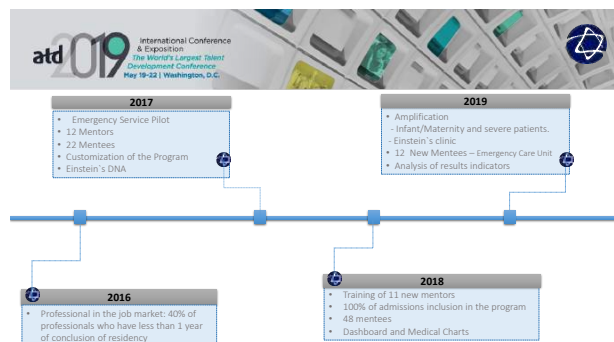 atd 2019
International Conference
& Exposition
The World's Largest Talent
Development Conference
May 19-22 | Washington, D.C.
2017
• Emergency Service Pilot
• 12 Mentors
• 22 Mentees
• Customization of the Program
• Einstein`s DNA
2019
• Amplification
- Infant/Maternity and severe patients.
- Einstein`s clinic
• 12 New Mentees – Emergency Care Unit
• Analysis of results indicators
2016
• Professional in the job market: 40% of
professionals who have less than 1 year
of conclusion of residency
2018
• Training of 11 new mentors
• 100% of admissions inclusion in the program
• 48 mentees
• Dashboard and Medical Charts